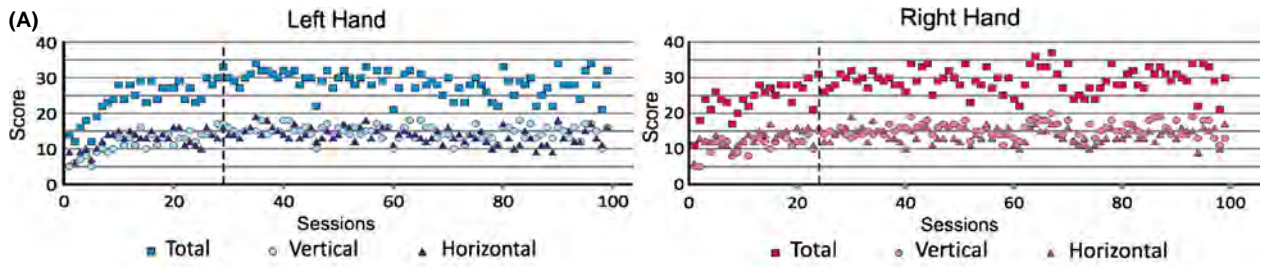 (A)
Left Hand
40
30
20
10
0
Score
0 20 40 60 80 100
Sessions
Total Vertical Horizontal
Right Hand
40
30
20
10
0
Score
0 20 40 60 80 100
Sessions
Total Vertical Horizontal